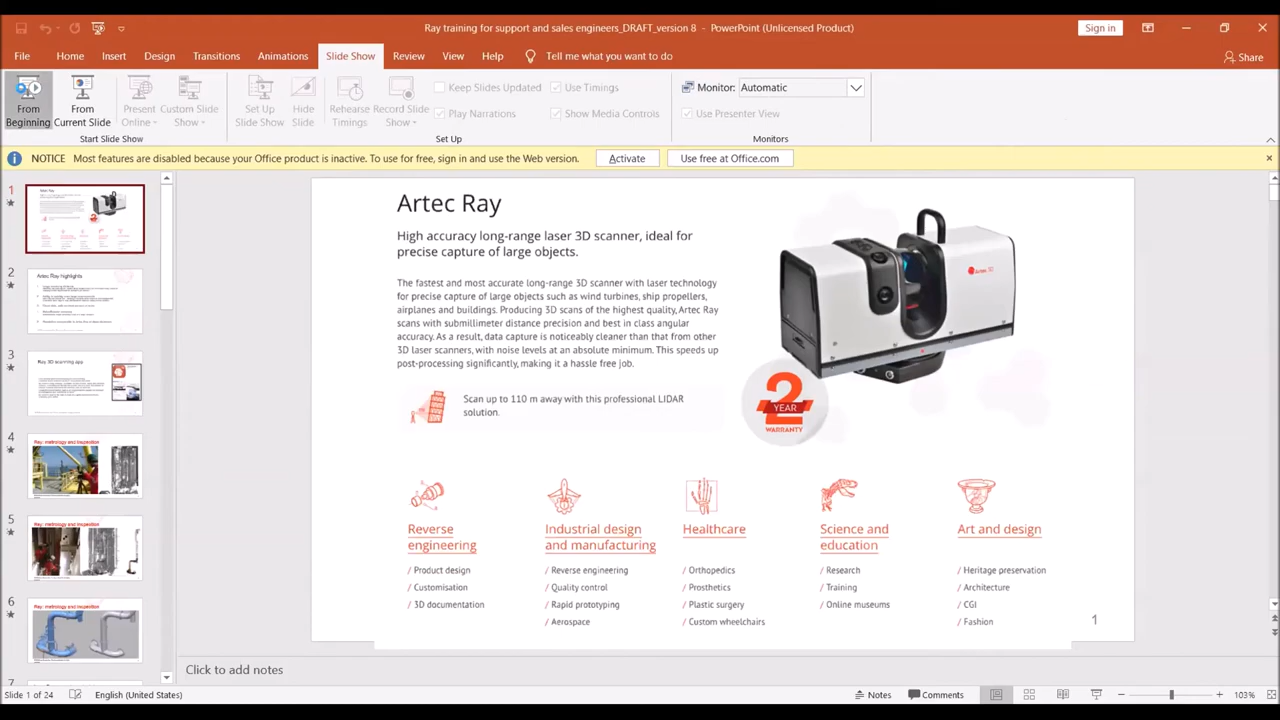 Ray training for support and sales engineers_DRAFT_version 8 - PowerPoint (Unlicensed Product)
Sign in
File Home Insert Design Transitions Animations Slide Show Review View Help Tell me what you want to do
Share
From Beginning
From Current Slide
Present Online
Custom Slide Show
Set Up Slide Show
Hide Slide
Rehearse Timings
Record Slide Show
Keep Slides Updated
Use Timings
Play Narrations
Show Media Controls
Monitor: Automatic
Use Presenter View
Start Slide Show
Set Up
Monitors
NOTICE Most features are disabled because your Office product is inactive. To use for free, sign in and use the Web version.
Activate
Use free at Office.com
1
2
Artec Ray highlights
3
Ray 3D scanning app
4
Ray: metrology and inspection
5
Ray: metrology and inspection
6
Ray: metrology and inspection
7
Artec Ray
High accuracy long-range laser 3D scanner, ideal for
precise capture of large objects.
The fastest and most accurate long-range 3D scanner with laser technology
for precise capture of large objects such as wind turbines, ship propellers,
airplanes and buildings. Producing 3D scans of the highest quality, Artec Ray
scans with submillimeter distance precision and best in class angular
accuracy. As a result, data capture is noticeably cleaner than that from other
3D laser scanners, with noise levels at an absolute minimum. This speeds up
post-processing significantly, making it a hassle free job.
Scan up to 110 m away with this professional LIDAR
solution.
2
YEAR
WARRANTY
Artec 3D
Reverse
engineering
/ Product design
/ Customisation
/ 3D documentation
Industrial design
and manufacturing
/ Reverse engineering
/ Quality control
/ Rapid prototyping
/ Aerospace
Healthcare
/ Orthopedics
/ Prosthetics
/ Plastic surgery
/ Custom wheelchairs
Science and
education
/ Research
/ Training
/ Online museums
Art and design
/ Heritage preservation
/ Architecture
/ CGI
/ Fashion
1
Click to add notes
Slide 1 of 24 English (United States) Notes Comments 103%